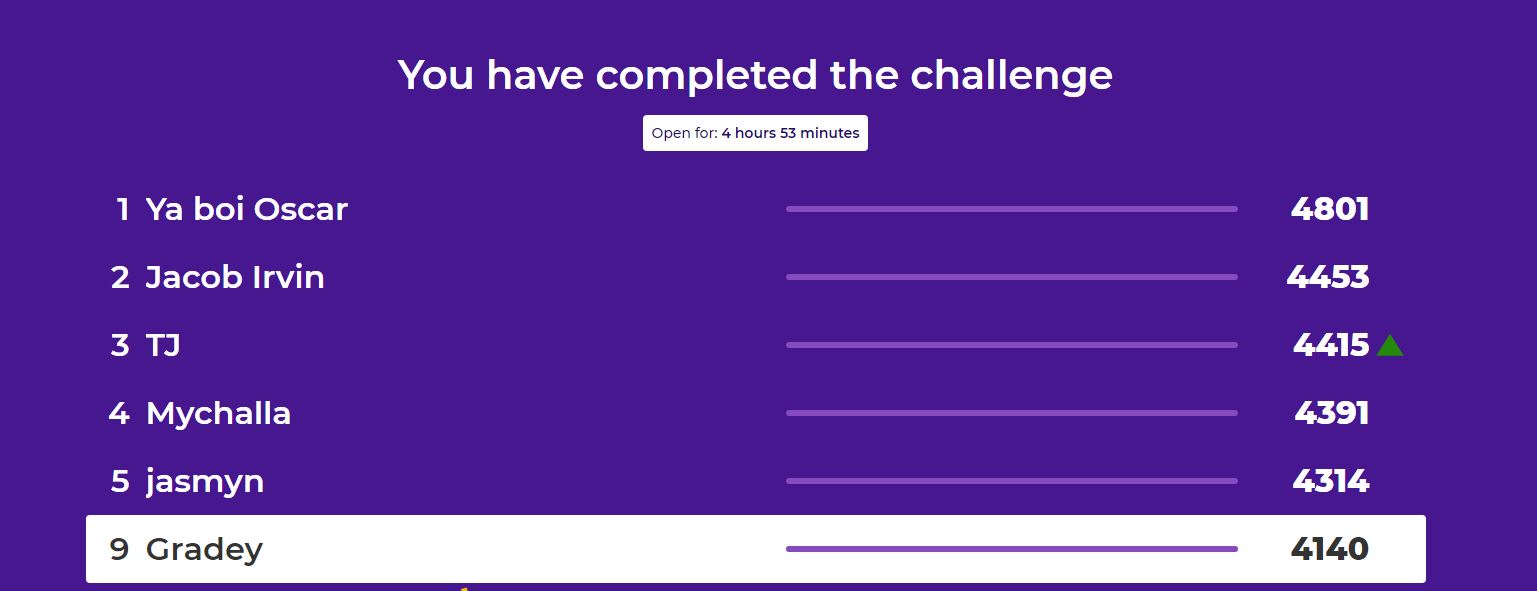 You have completed the challenge
Open for: 4 hours 53 minutes
1 Ya boi Oscar 4801
2 Jacob Irvin 4453
3 TJ 4415
4 Mychalla 4391
5 jasmyn 4314
9 Gradey 4140